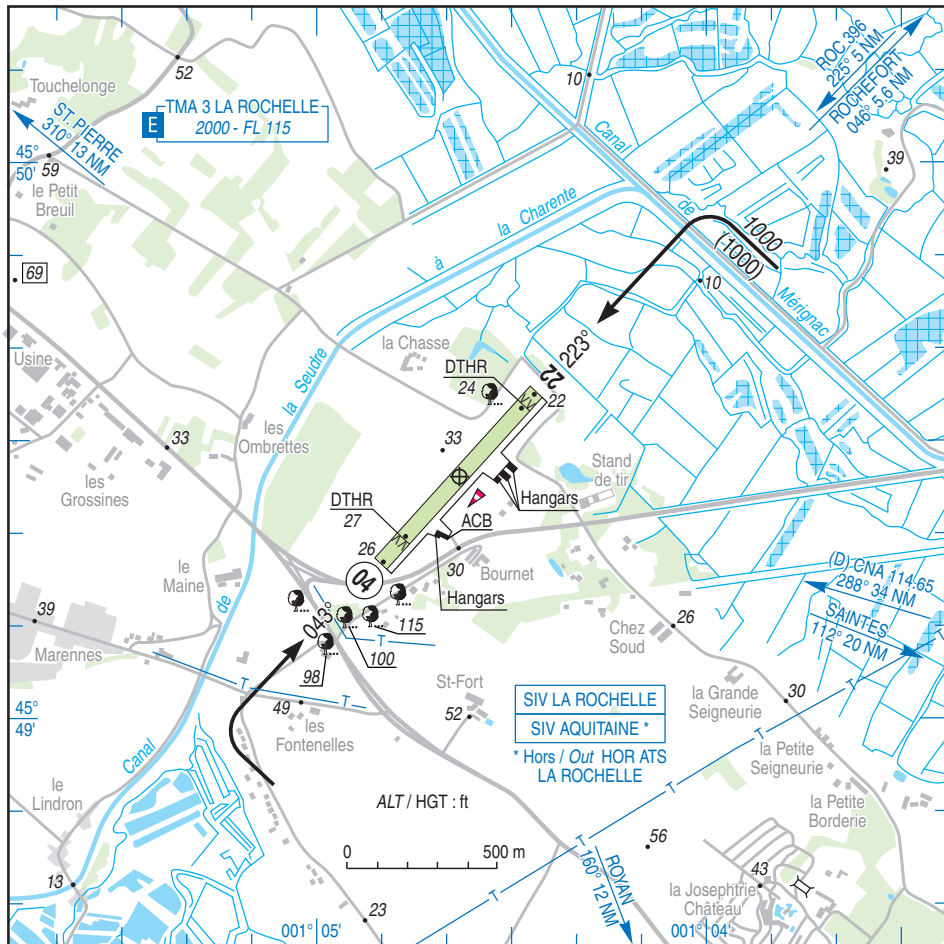 52
Touchelonge
TMA 3 LA ROCHELLE
E
2000 - FL 115
ST. PIERRE
310° 13 NM
45°
50'
59
le Petit
Breuil
69
10
Canal
de
Mérignac
ROC 396
225° 5 NM
ROCHEFORT
046° 5.6 NM
39
à
la Charente
1000
(1000)
10
Usine
la Seudre
la Chasse
DTHR
24
22
223°
22
les
Ombrettes
33
33
les
Grossines
Stand
de tir
Hangars
DTHR
27
ACB
26
30
Bournet
04
Hangars
le
Maine
de
043°
115
100
98
39
Marennes
T
T
T
(D) CNA 114.65
288° 34 NM
SAINTES
112° 20 NM
26
Chez
Soud
St-Fort
52
49
les
Fontenelles
45°
49'
Canal
SIV LA ROCHELLE
SIV AQUITAINE *
* Hors / Out HOR ATS
LA ROCHELLE
la Grande
Seigneurie
30
T
la Petite
Seigneurie
la Petite
Borderie
le
Lindron
ALT / HGT : ft
T
0
500 m
T
56
13
23
ROYAN
160° 12 NM
43
la Josephtrie
Château
001° 05'
001° 04'